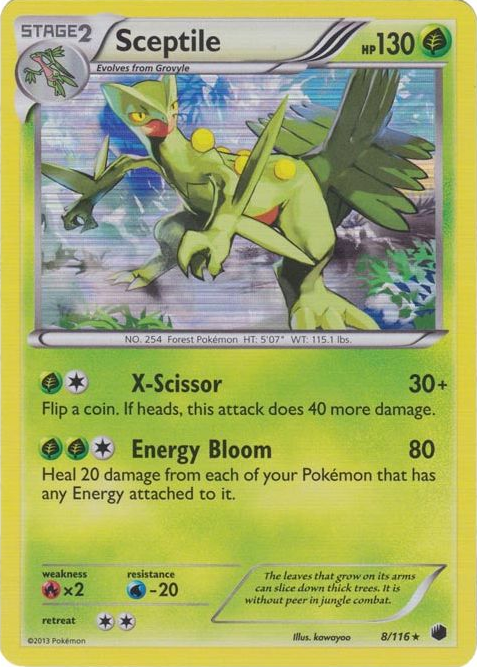 STAGE2 Sceptile HP130
Evolves from Grovyle
NO. 254 Forest Pokémon HT: 5'07" WT: 115.1 lbs.
X-Scissor 30+
Flip a coin. If heads, this attack does 40 more damage.
Energy Bloom 80
Heal 20 damage from each of your Pokémon that has
any Energy attached to it.
weakness resistance
×2 -20
retreat
The leaves that grow on its arms
can slice down thick trees. It is
without peer in jungle combat.
©2013 Pokémon Illus. kawayoo 8/116★